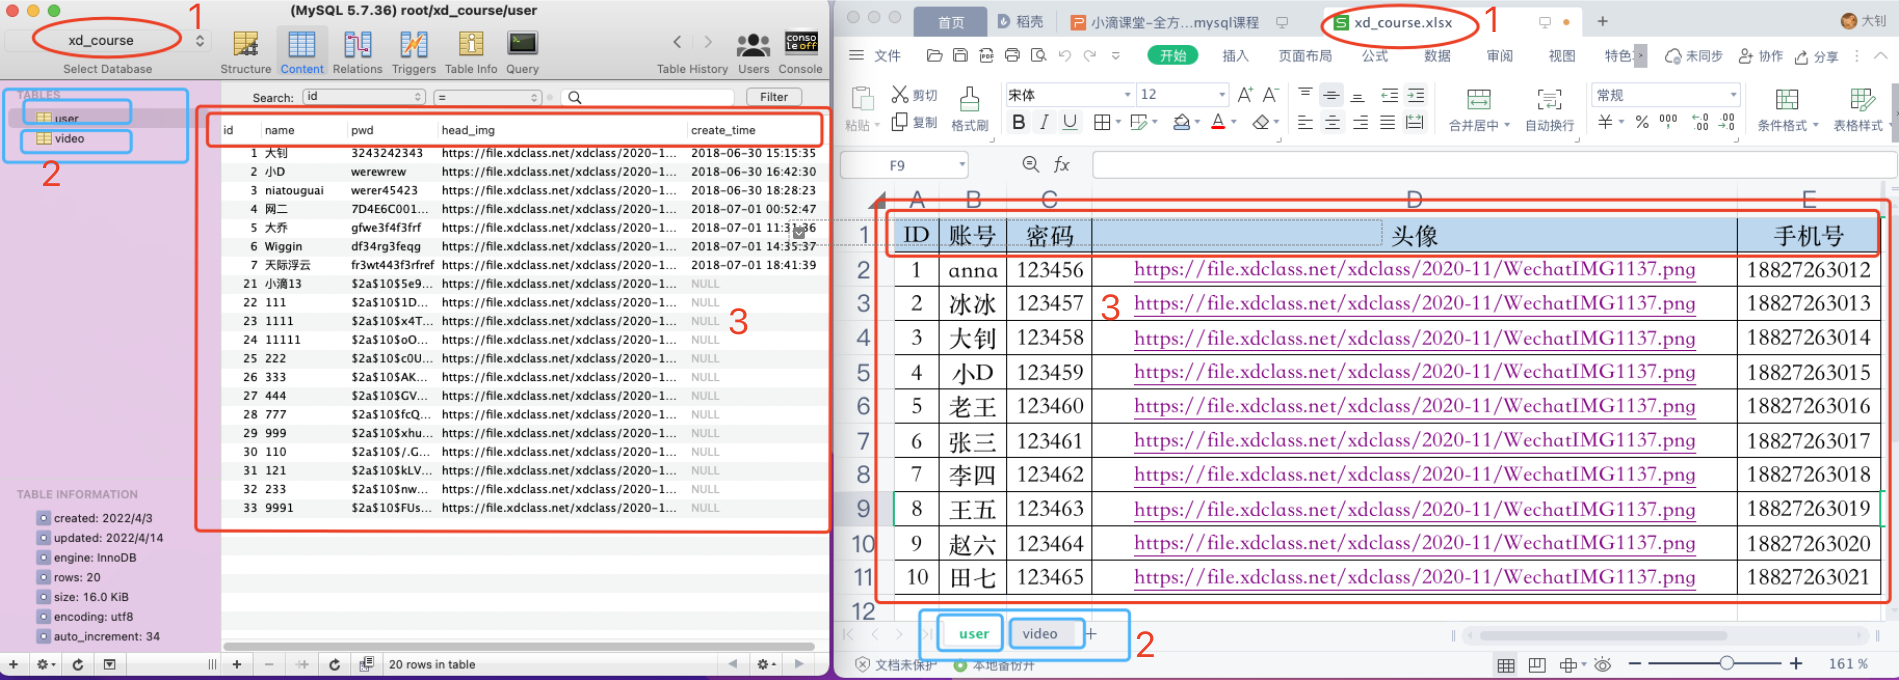 (MySQL 5.7.36) root/xd_course/user
xd_course
1
Select Database
Structure
Content
Relations
Triggers
Table Info
Query
Table History
Users
conso
le off
Console
TABLES
user
video
2
Search:
id
=
Filter
id name pwd head_img create_time
1 大钊 3243242343 https://file.xdclass.net/xdclass/2020-1... 2018-06-30 15:15:35
2 小D werewrew https://file.xdclass.net/xdclass/2020-1... 2018-06-30 16:42:30
3 niatouguai werer45423 https://file.xdclass.net/xdclass/2020-1... 2018-06-30 18:28:23
4 网二 7D4E6C001... https://file.xdclass.net/xdclass/2020-1... 2018-07-01 00:52:47
5 大乔 gfwe3f4f3frf https://file.xdclass.net/xdclass/2020-1... 2018-07-01 11:31:36
6 Wiggin df34rg3feqg https://file.xdclass.net/xdclass/2020-1... 2018-07-01 14:35:37
7 天际浮云 fr3wt443f3rfref https://file.xdclass.net/xdclass/2020-1... 2018-07-01 18:41:39
21 小滴13 $2a$10$5e9... https://file.xdclass.net/xdclass/2020-1... NULL
22 111 $2a$10$1D... https://file.xdclass.net/xdclass/2020-1... NULL
23 1111 $2a$10$x4T... https://file.xdclass.net/xdclass/2020-1... NULL
24 11111 $2a$10$oO... https://file.xdclass.net/xdclass/2020-1... NULL
25 222 $2a$10$c0U... https://file.xdclass.net/xdclass/2020-1... NULL
26 333 $2a$10$AK... https://file.xdclass.net/xdclass/2020-1... NULL
27 444 $2a$10$GV... https://file.xdclass.net/xdclass/2020-1... NULL
28 777 $2a$10$fcQ... https://file.xdclass.net/xdclass/2020-1... NULL
29 999 $2a$10$xhu... https://file.xdclass.net/xdclass/2020-1... NULL
30 110 $2a$10$/.G... https://file.xdclass.net/xdclass/2020-1... NULL
31 121 $2a$10$kLV... https://file.xdclass.net/xdclass/2020-1... NULL
32 233 $2a$10$nw... https://file.xdclass.net/xdclass/2020-1... NULL
33 9991 $2a$10$FUs... https://file.xdclass.net/xdclass/2020-1... NULL
3
TABLE INFORMATION
created: 2022/4/3
updated: 2022/4/14
engine: InnoDB
rows: 20
size: 16.0 KiB
encoding: utf8
auto_increment: 34
20 rows in table
首页
稻壳
小滴课堂-全方...mysql课程
xd_course.xlsx
1
大钊
文件
开始
插入
页面布局
公式
数据
审阅
视图
特色
未同步
协作
分享
粘贴
剪切
复制
格式刷
宋体
12
A+ A-
B I U
合并居中
自动换行
常规
￥ % 000
条件格式
表格样式
F9
fx
A B C D E
1 ID 账号 密码 头像 手机号
2 1 anna 123456 https://file.xdclass.net/xdclass/2020-11/WechatIMG1137.png 18827263012
3 2 冰冰 123457 https://file.xdclass.net/xdclass/2020-11/WechatIMG1137.png 18827263013
4 3 大钊 123458 https://file.xdclass.net/xdclass/2020-11/WechatIMG1137.png 18827263014
5 4 小D 123459 https://file.xdclass.net/xdclass/2020-11/WechatIMG1137.png 18827263015
6 5 老王 123460 https://file.xdclass.net/xdclass/2020-11/WechatIMG1137.png 18827263016
7 6 张三 123461 https://file.xdclass.net/xdclass/2020-11/WechatIMG1137.png 18827263017
8 7 李四 123462 https://file.xdclass.net/xdclass/2020-11/WechatIMG1137.png 18827263018
9 8 王五 123463 https://file.xdclass.net/xdclass/2020-11/WechatIMG1137.png 18827263019
10 9 赵六 123464 https://file.xdclass.net/xdclass/2020-11/WechatIMG1137.png 18827263020
11 10 田七 123465 https://file.xdclass.net/xdclass/2020-11/WechatIMG1137.png 18827263021
12
3
user
video
2
文档未保护
本地备份开
161 %